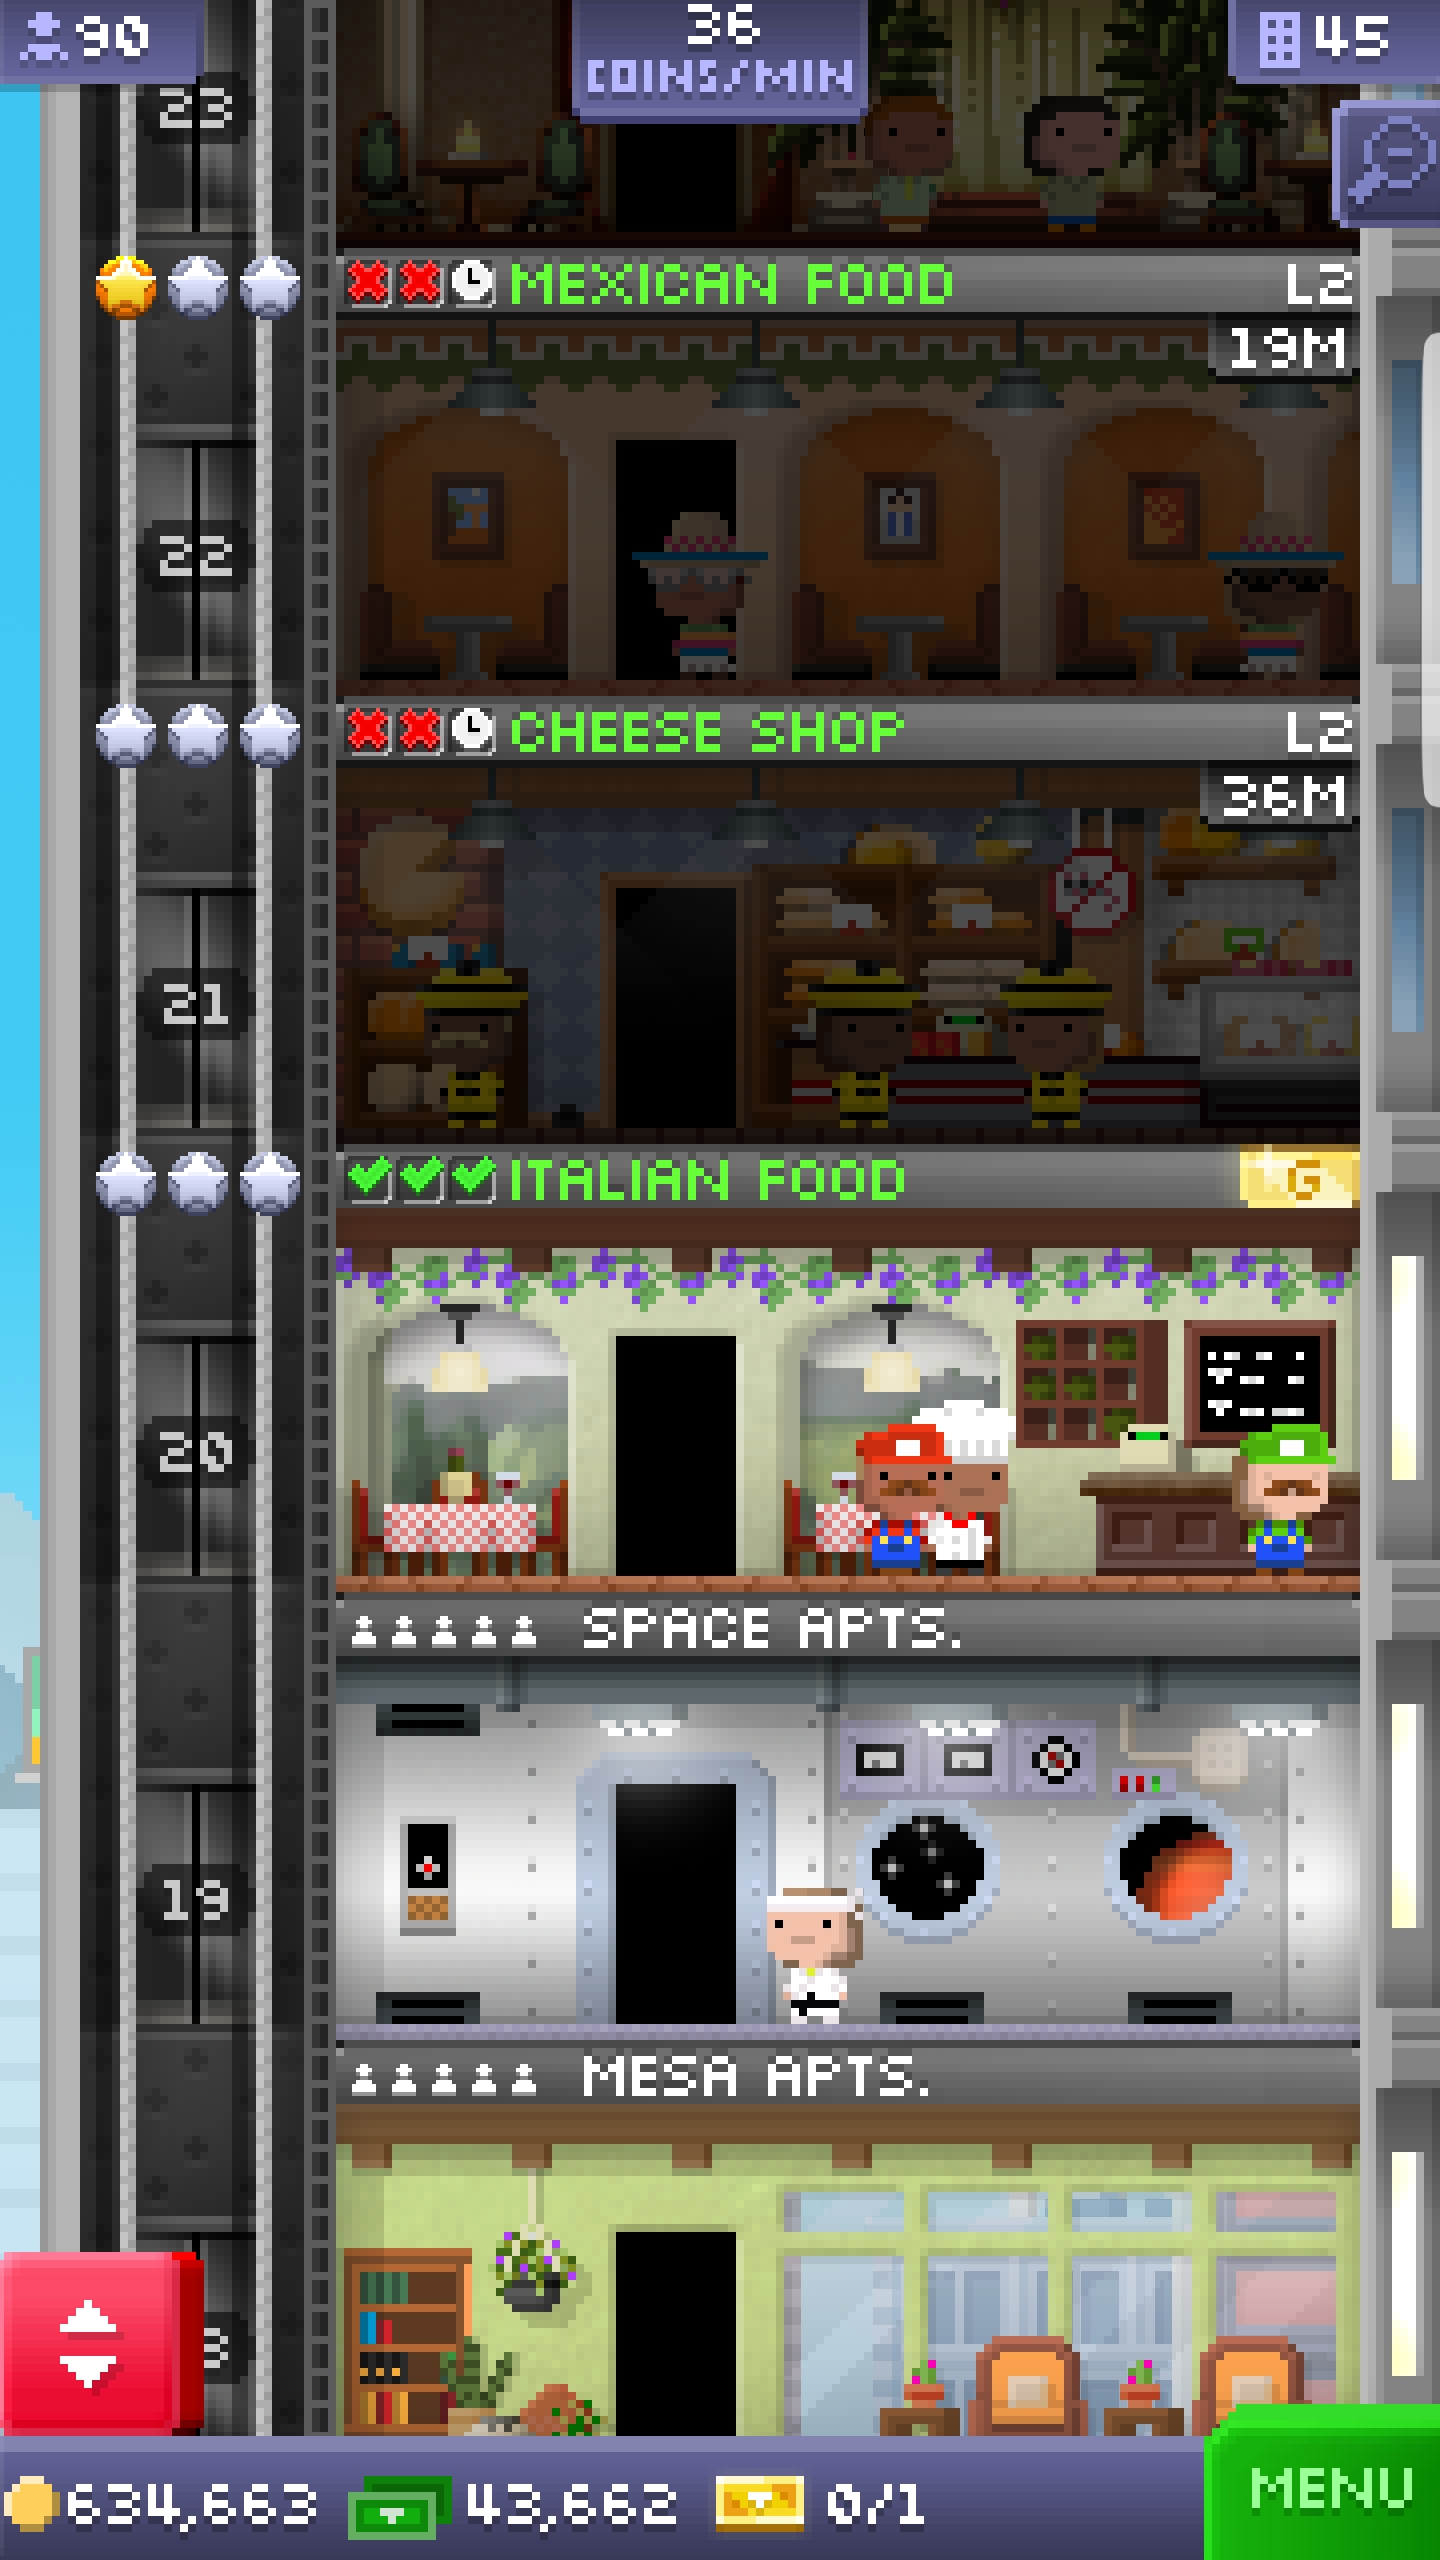 90
36
COINS/MIN
45
23
MEXICAN FOOD
L2
19M
22
CHEESE SHOP
L2
36M
21
ITALIAN FOOD
G
20
SPACE APTS.
19
MESA APTS.
634,663
43,662
0/1
MENU